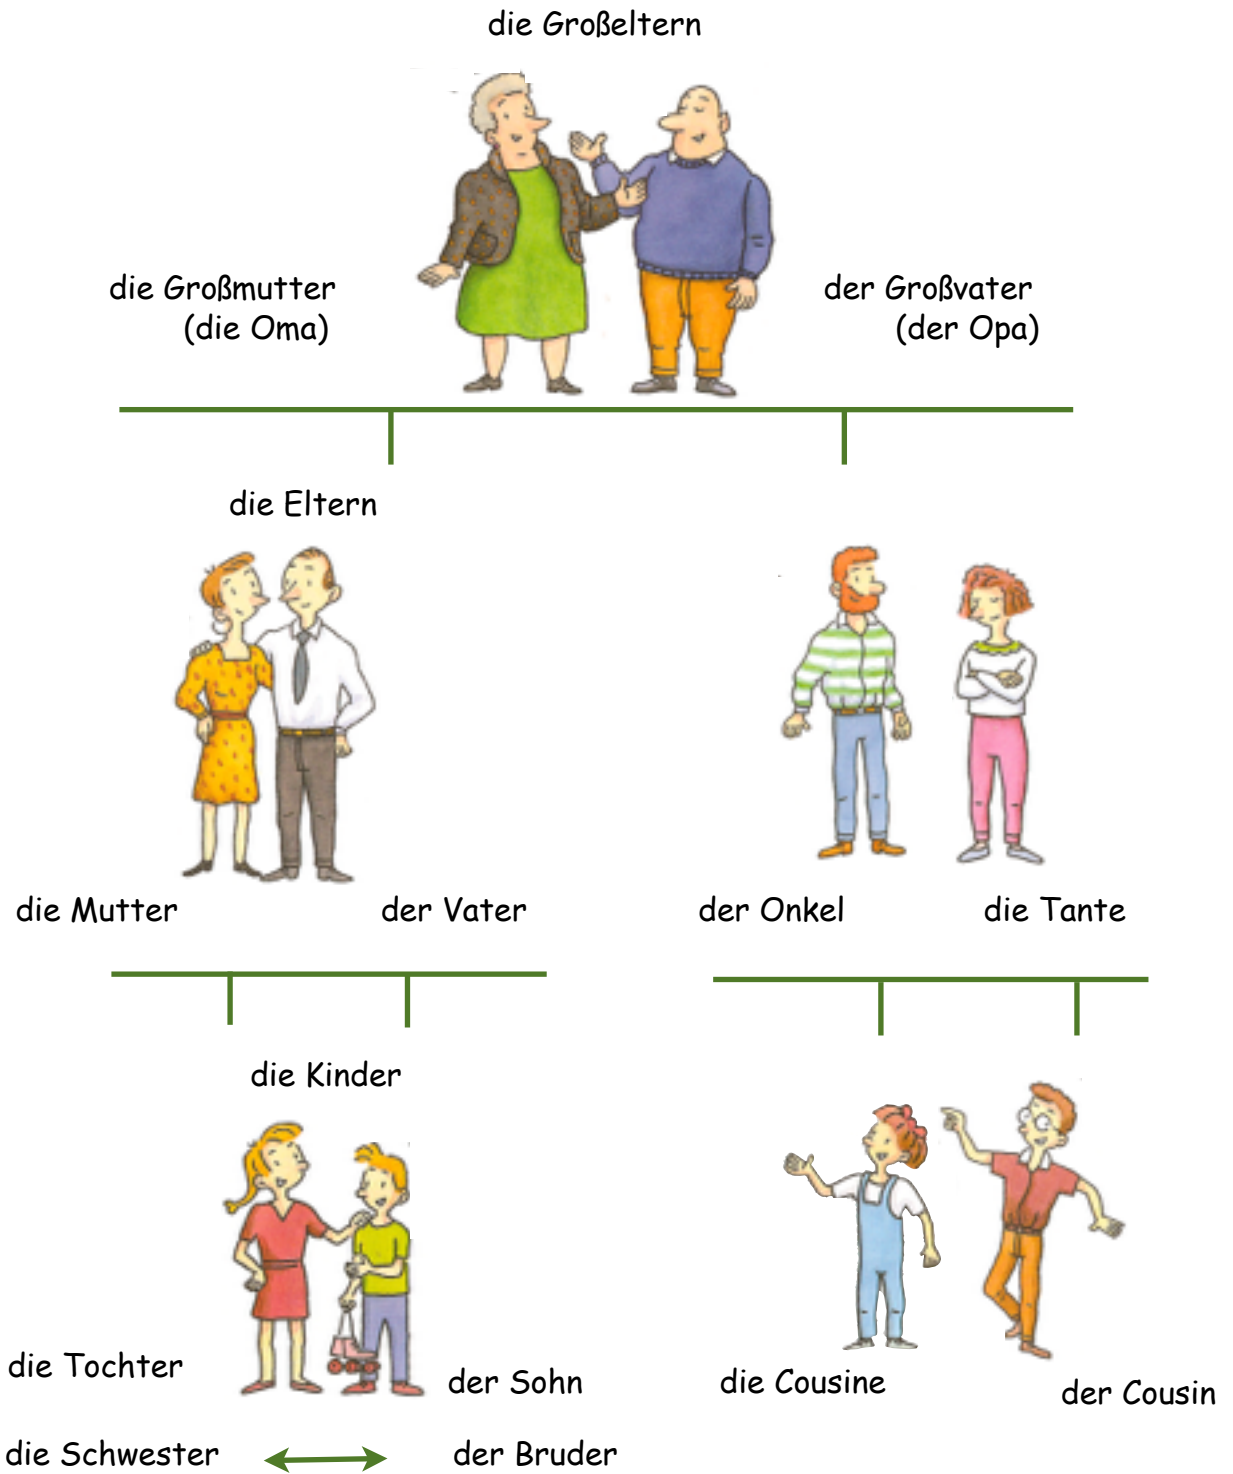 die Großeltern
die Großmutter
(die Oma)
der Großvater
(der Opa)
die Eltern
die Mutter
der Vater
der Onkel
die Tante
die Kinder
die Tochter
der Sohn
die Cousine
der Cousin
die Schwester
der Bruder